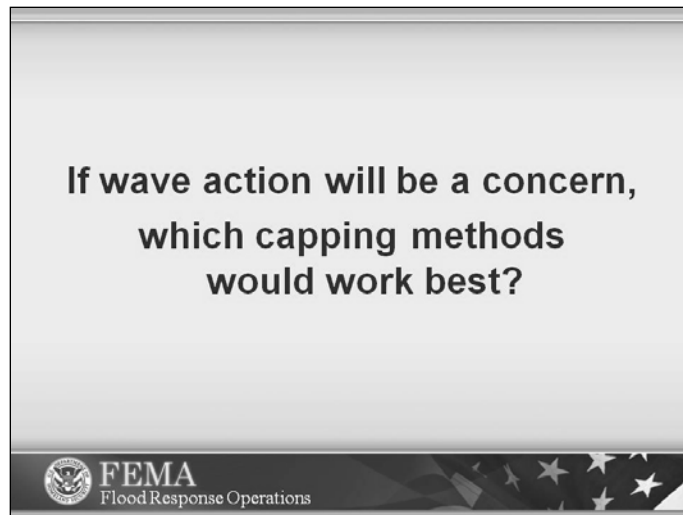 If wave action will be a concern,
which capping methods
would work best?
FEMA
Flood Response Operations